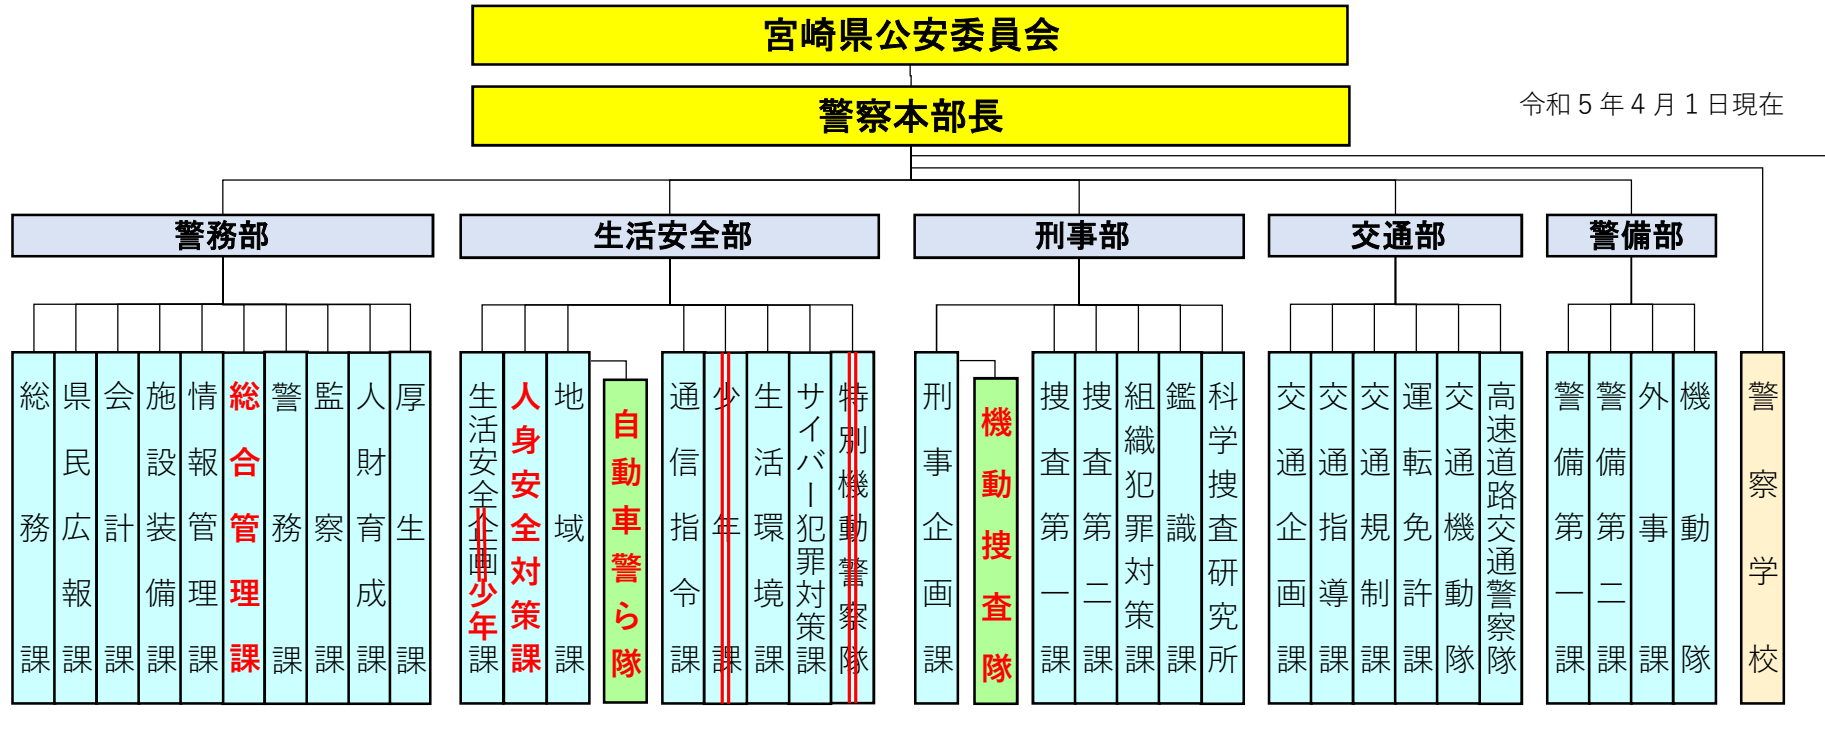 宮崎県公安委員会
警察本部長
令和５年４月１日現在
警務部
生活安全部
刑事部
交通部
警備部
総務課
県民広報課
会計課
施設装備課
情報管理課
総合管理課
警務課
監察課
人財育成課
厚生課
生活安全企画少年課
人身安全対策課
地域課
自動車警ら隊
通信指令課
少年課
生活環境課
サイバー犯罪対策課
特別機動警察隊
刑事企画課
機動捜査隊
捜査第一課
捜査第二課
組織犯罪対策課
鑑識課
科学捜査研究所
交通企画課
交通指導課
交通規制課
運転免許課
交通機動隊
高速道路交通警察隊
警備第一課
警備第二課
外事課
機動隊
警察学校